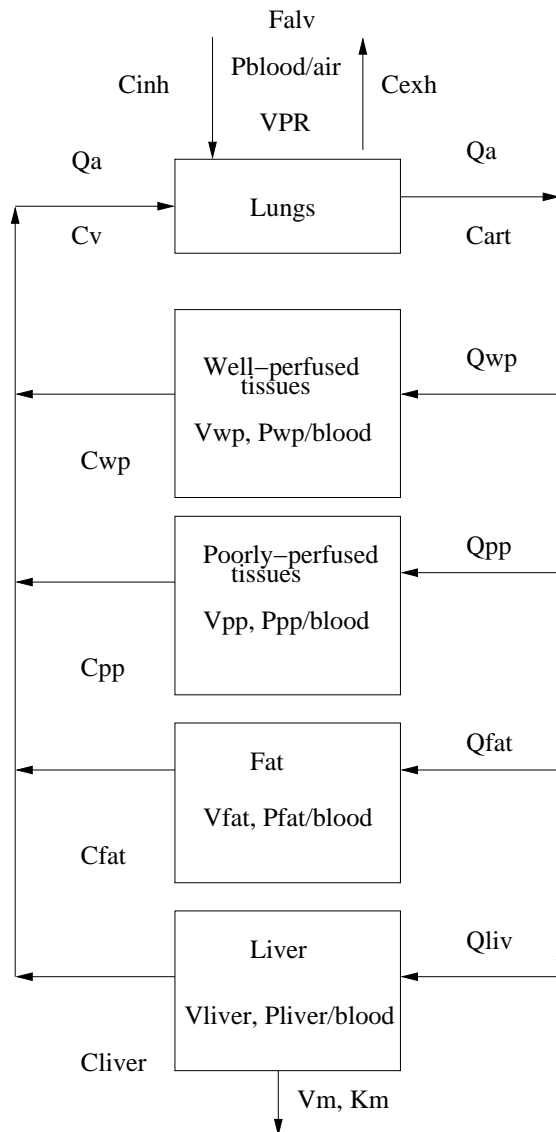 Falv
Cinh
Pblood/air
Cexh
VPR
Qa
Qa
Lungs
Cv
Cart
Well−perfused
tissues
Qwp
Vwp, Pwp/blood
Cwp
Poorly−perfused
tissues
Qpp
Vpp, Ppp/blood
Cpp
Fat
Qfat
Vfat, Pfat/blood
Cfat
Liver
Qliv
Vliver, Pliver/blood
Cliver
Vm, Km